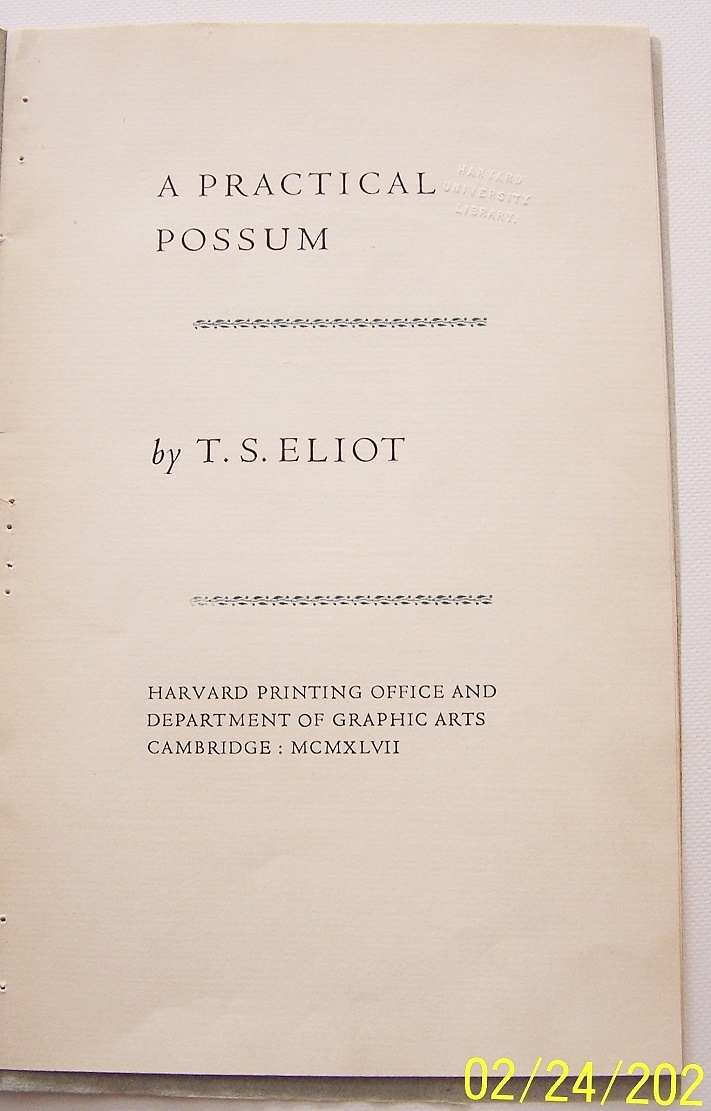 A PRACTICAL
POSSUM
HARVARD
UNIVERSITY
LIBRARY.
by T. S. ELIOT
HARVARD PRINTING OFFICE AND
DEPARTMENT OF GRAPHIC ARTS
CAMBRIDGE : MCMXLVII
02/24/202